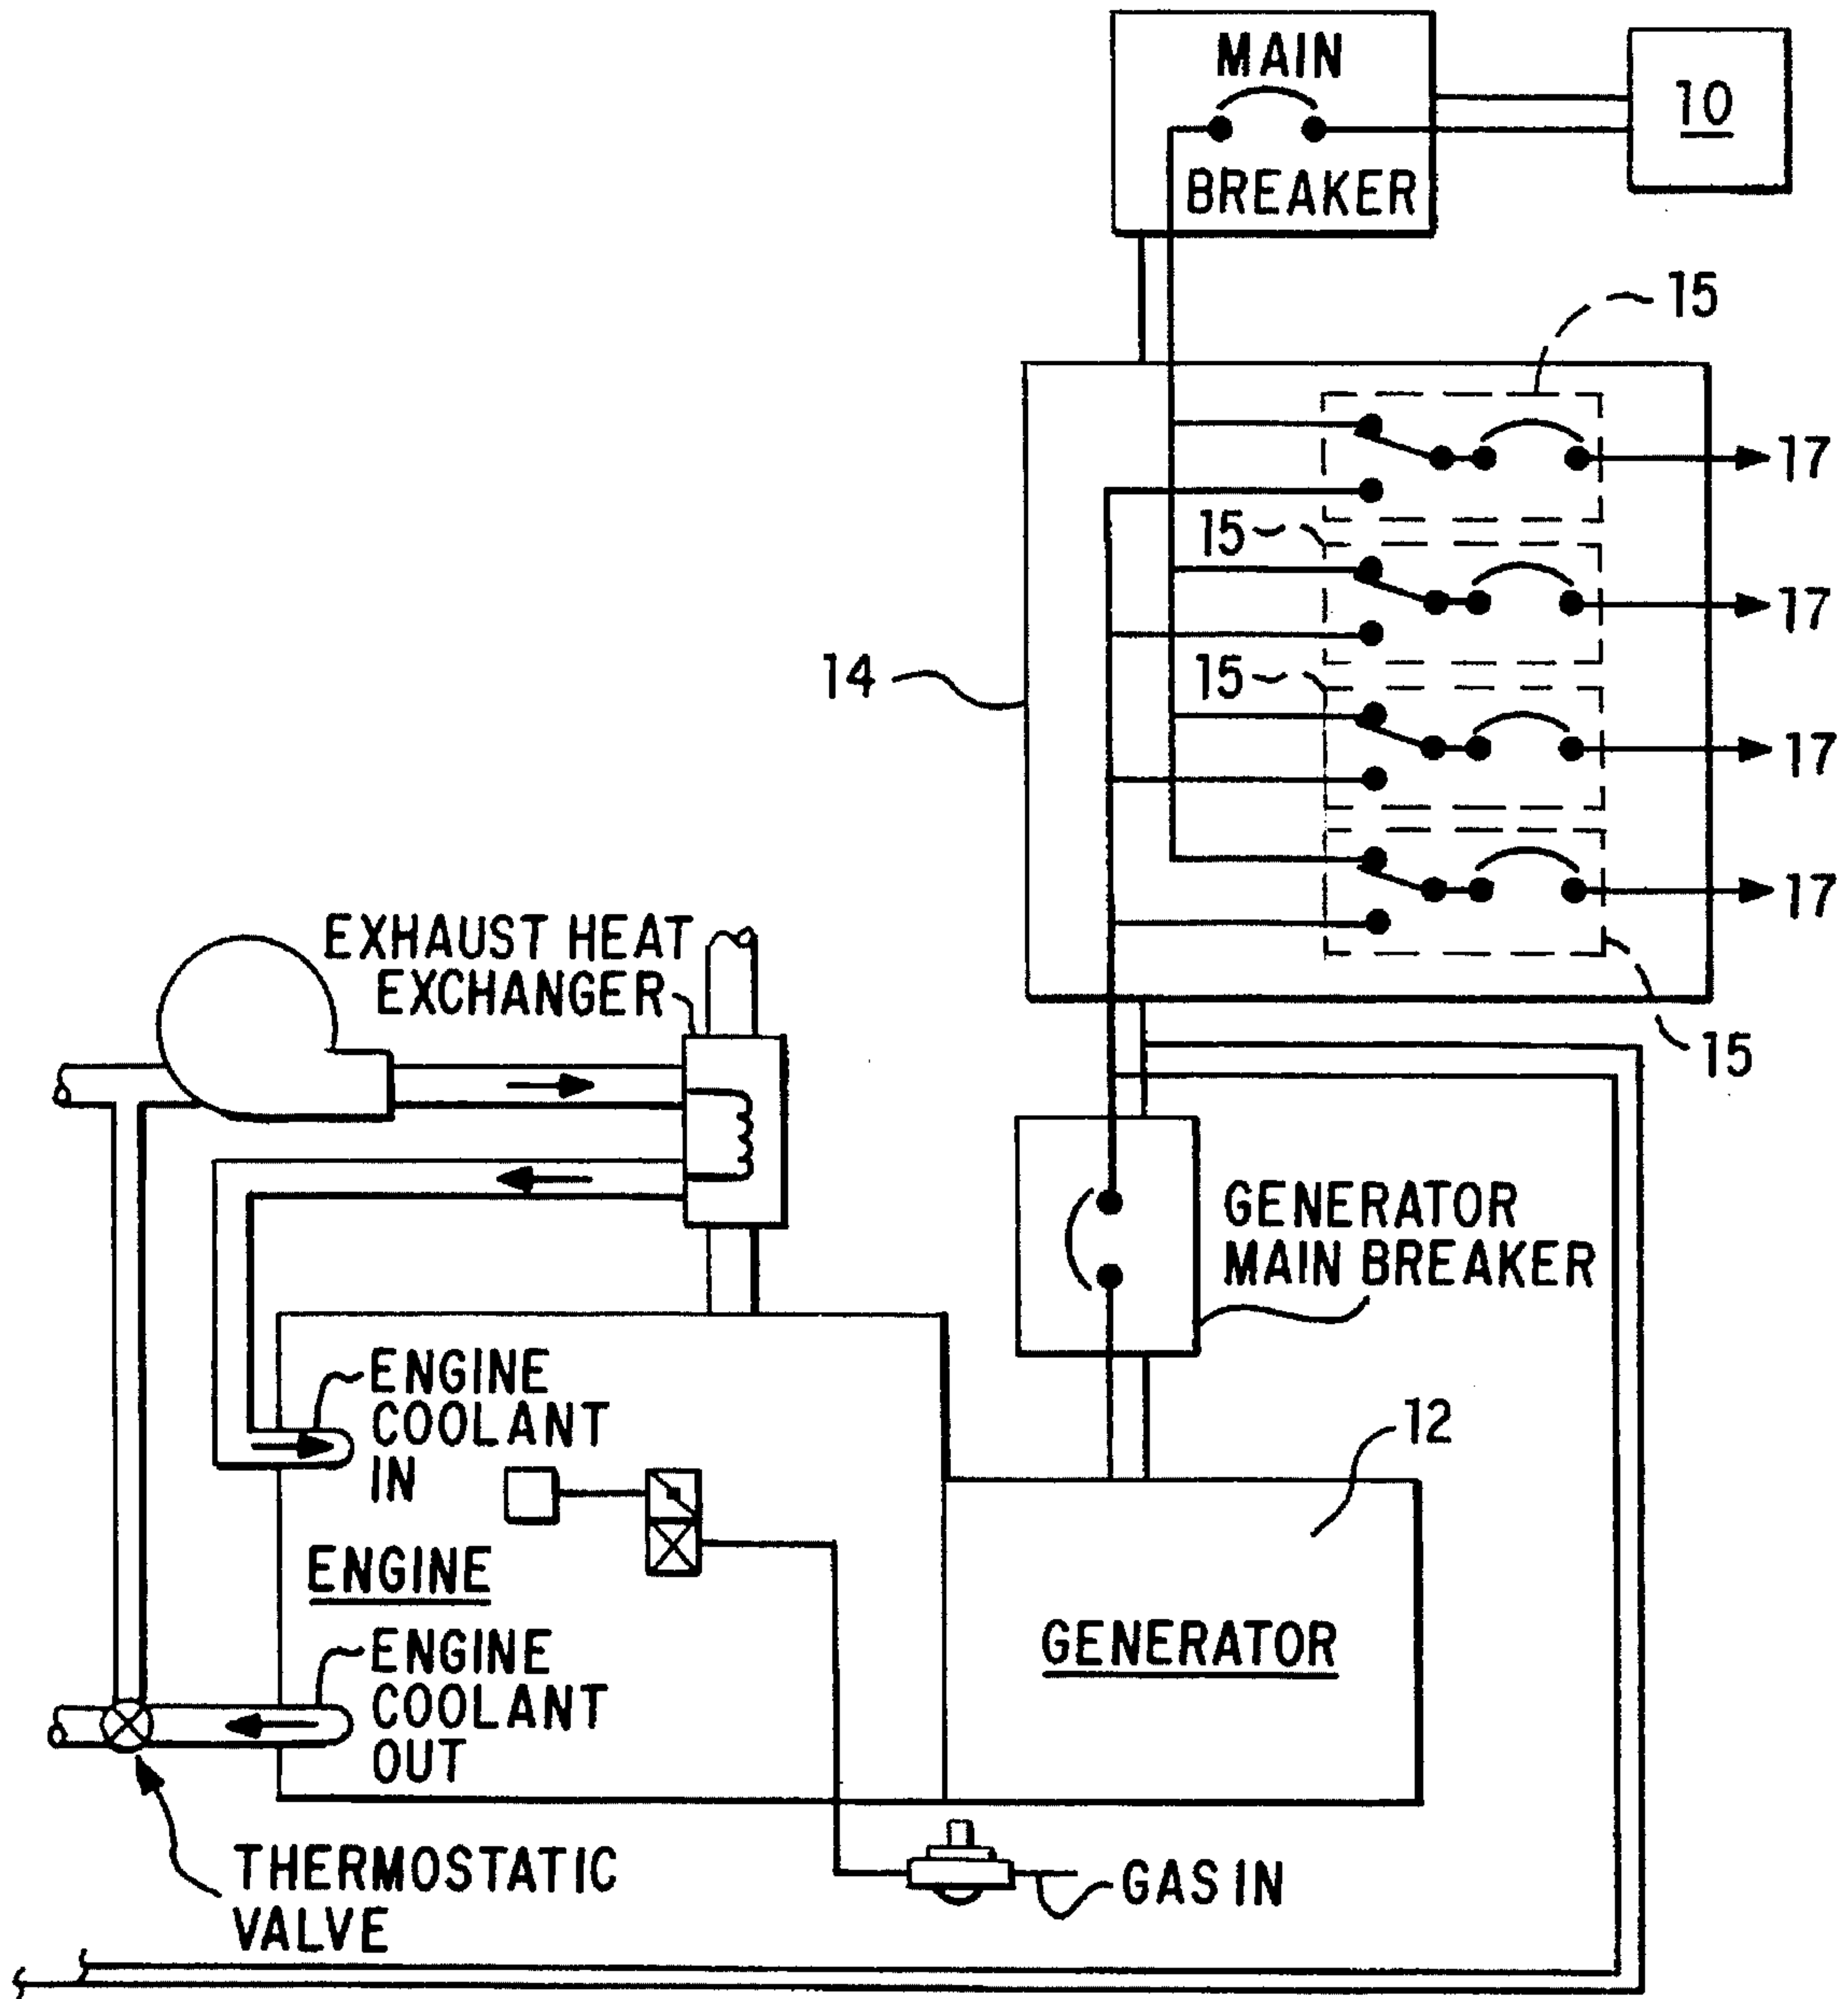 MAIN
BREAKER
10
15
17
15
17
14
15
17
17
15
EXHAUST HEAT
EXCHANGER
GENERATOR
MAIN BREAKER
ENGINE
COOLANT
IN
12
ENGINE
GENERATOR
ENGINE
COOLANT
OUT
THERMOSTATIC
VALVE
GAS IN